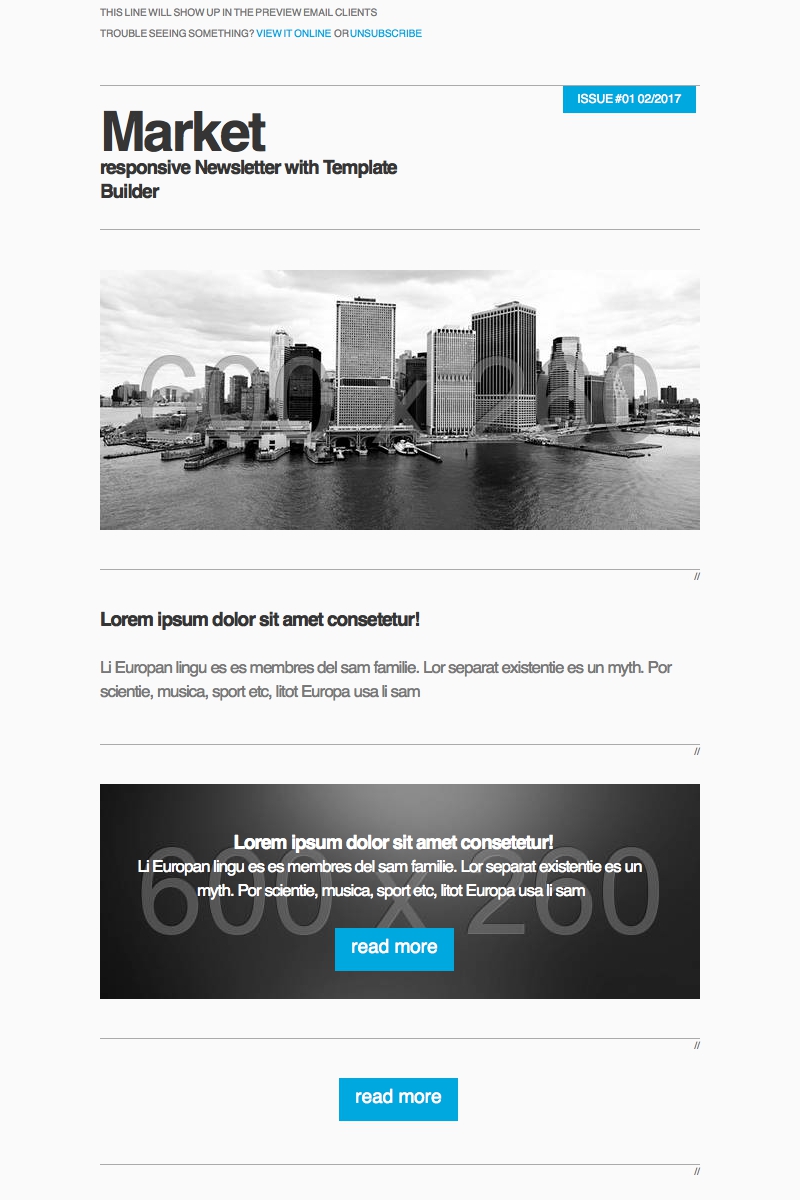 THIS LINE WILL SHOW UP IN THE PREVIEW EMAIL CLIENTS
TROUBLE SEEING SOMETHING? VIEW IT ONLINE OR UNSUBSCRIBE
ISSUE #01 02/2017
Market
responsive Newsletter with Template
Builder
600 x 260
//
Lorem ipsum dolor sit amet consetetur!
Li Europan lingu es es membres del sam familie. Lor separat existentie es un myth. Por
scientie, musica, sport etc, litot Europa usa li sam
//
Lorem ipsum dolor sit amet consetetur!
Li Europan lingu es es membres del sam familie. Lor separat existentie es un
myth. Por scientie, musica, sport etc, litot Europa usa li sam
600 x 260
read more
//
read more
//